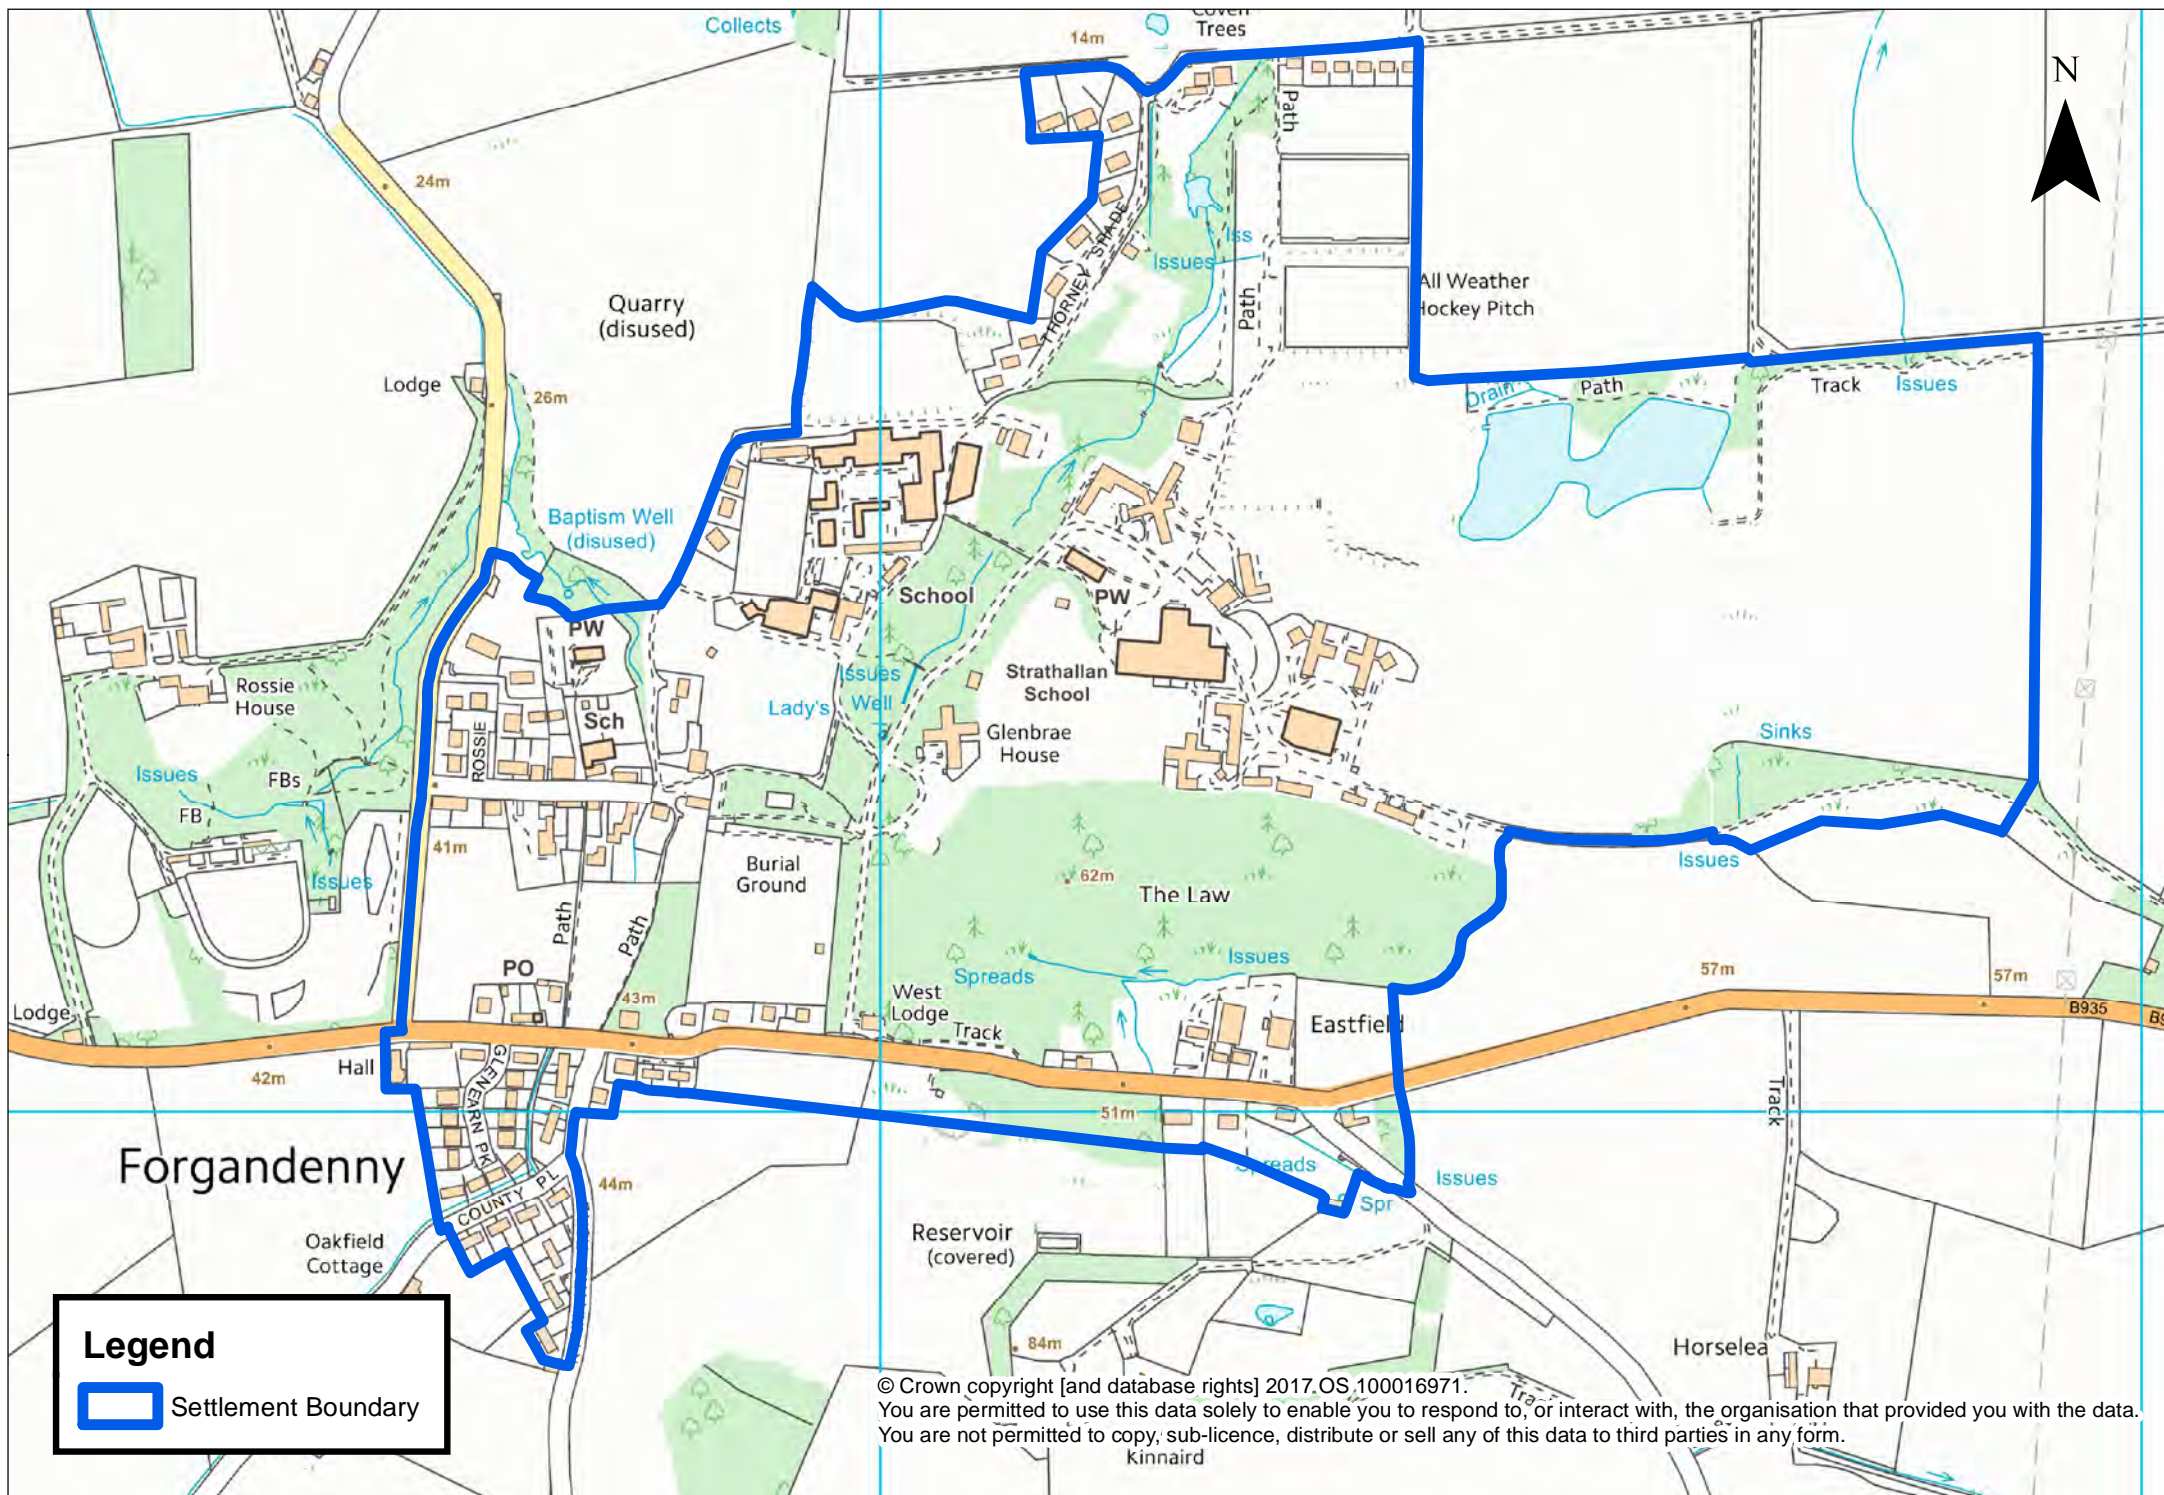 Collects
14m
Coven
Trees
N
Path
24m
THORNEY SHADE
Iss
Issues
Path
All Weather
Hockey Pitch
Quarry
(disused)
Lodge
26m
Drain
Path
Track
Issues
Baptism Well
(disused)
School
PW
PW
Strathallan
School
Issues
Lady's
Well
Rossie
House
ROSSIE
Sch
Glenbrae
House
Sinks
Issues
FBs
FB
41m
Issues
Issues
Burial
Ground
62m
The Law
Path
Path
PO
Spreads
Issues
57m
57m
43m
West
Lodge
Lodge
Track
Eastfield
B935
Hall
42m
GLENEARN PK
51m
Track
Forgandenny
44m
COUNTY PL
Spreads
Issues
Spr
Oakfield
Cottage
Reservoir
(covered)
84m
Horselea
Legend
Settlement Boundary
© Crown copyright [and database rights] 2017 OS 100016971.
You are permitted to use this data solely to enable you to respond to, or interact with, the organisation that provided you with the data.
You are not permitted to copy, sub-licence, distribute or sell any of this data to third parties in any form.
Kinnaird